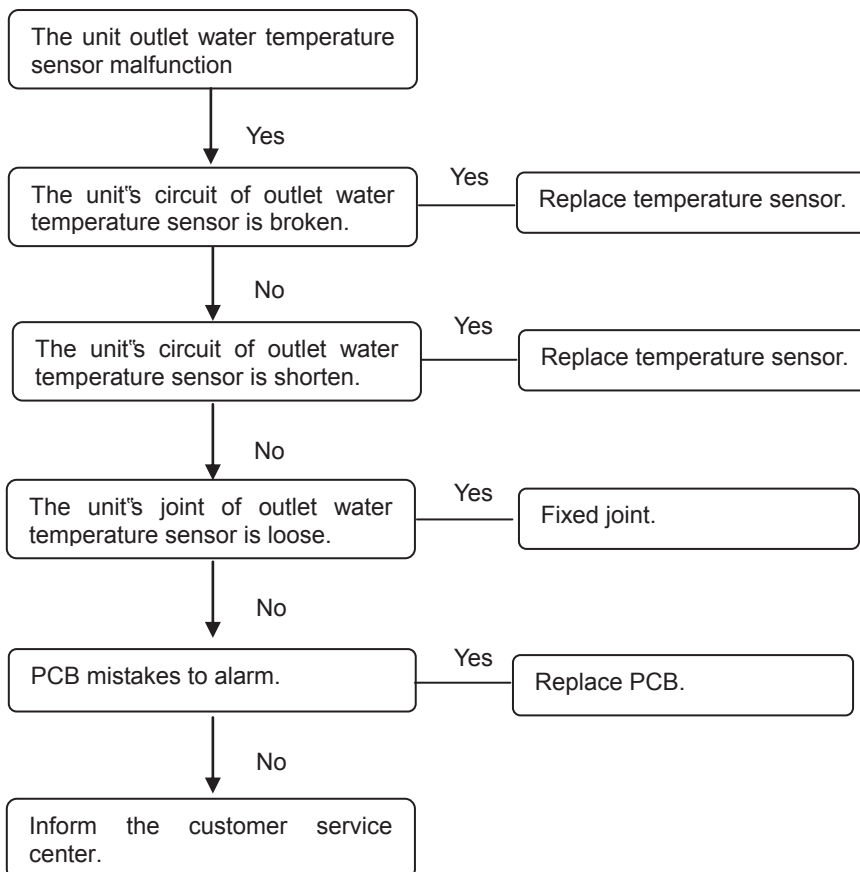 The unit outlet water temperature
sensor malfunction
Yes
The unit‟s circuit of outlet water
temperature sensor is broken.
Yes
Replace temperature sensor.
No
The unit‟s circuit of outlet water
temperature sensor is shorten.
Yes
Replace temperature sensor.
No
The unit‟s joint of outlet water
temperature sensor is loose.
Yes
Fixed joint.
No
PCB mistakes to alarm.
Yes
Replace PCB.
No
Inform the customer service
center.